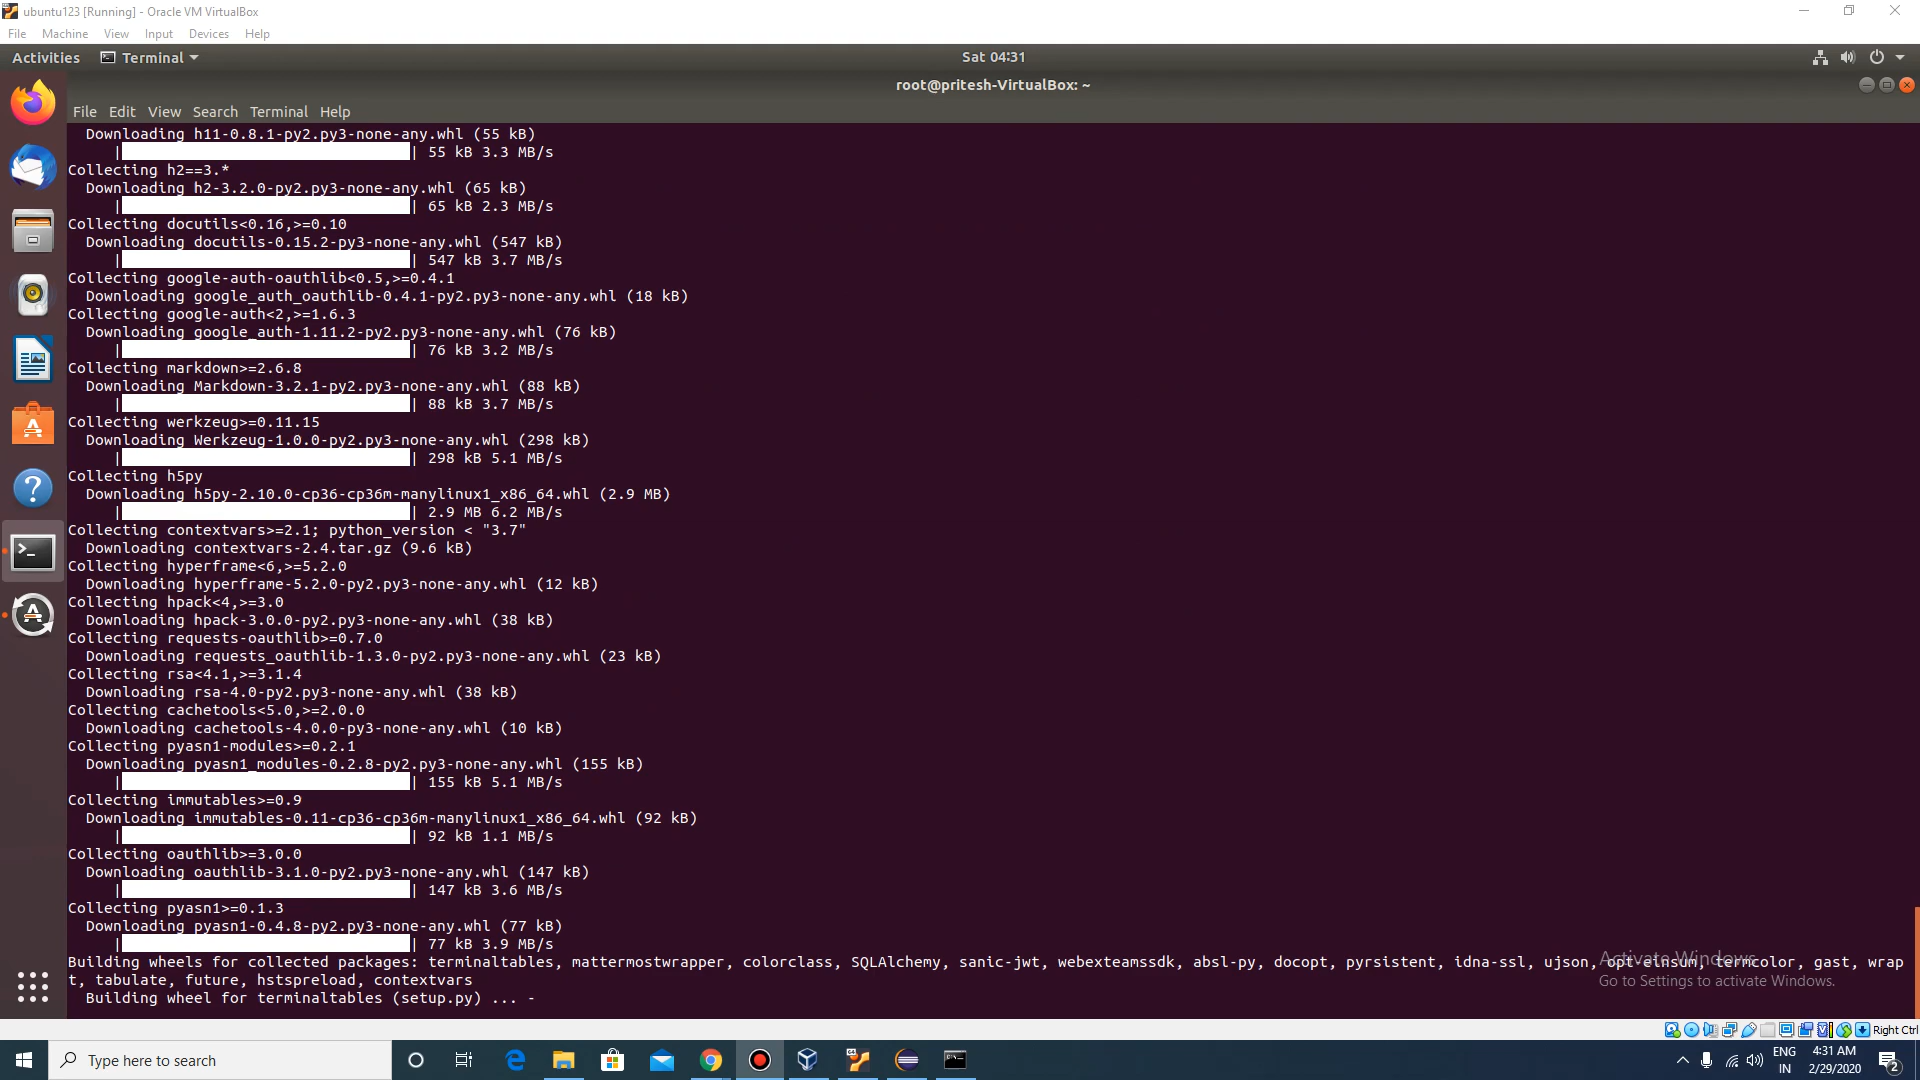 ubuntu123 [Running] - Oracle VM VirtualBox
File Machine View Input Devices Help
Activities Terminal Sat 04:31
root@pritesh-VirtualBox: ~
File Edit View Search Terminal Help
Downloading h11-0.8.1-py2.py3-none-any.whl (55 kB)
| | 55 kB 3.3 MB/s
Collecting h2==3.*
Downloading h2-3.2.0-py2.py3-none-any.whl (65 kB)
| | 65 kB 2.3 MB/s
Collecting docutils<0.16,>=0.10
Downloading docutils-0.15.2-py3-none-any.whl (547 kB)
| | 547 kB 3.7 MB/s
Collecting google-auth-oauthlib<0.5,>=0.4.1
Downloading google_auth_oauthlib-0.4.1-py2.py3-none-any.whl (18 kB)
Collecting google-auth<2,>=1.6.3
Downloading google_auth-1.11.2-py2.py3-none-any.whl (76 kB)
| | 76 kB 3.2 MB/s
Collecting markdown>=2.6.8
Downloading Markdown-3.2.1-py2.py3-none-any.whl (88 kB)
| | 88 kB 3.7 MB/s
Collecting werkzeug>=0.11.15
Downloading Werkzeug-1.0.0-py2.py3-none-any.whl (298 kB)
| | 298 kB 5.1 MB/s
Collecting h5py
Downloading h5py-2.10.0-cp36-cp36m-manylinux1_x86_64.whl (2.9 MB)
| | 2.9 MB 6.2 MB/s
Collecting contextvars>=2.1; python_version < "3.7"
Downloading contextvars-2.4.tar.gz (9.6 kB)
Collecting hyperframe<6,>=5.2.0
Downloading hyperframe-5.2.0-py2.py3-none-any.whl (12 kB)
Collecting hpack<4,>=3.0
Downloading hpack-3.0.0-py2.py3-none-any.whl (38 kB)
Collecting requests-oauthlib>=0.7.0
Downloading requests_oauthlib-1.3.0-py2.py3-none-any.whl (23 kB)
Collecting rsa<4.1,>=3.1.4
Downloading rsa-4.0-py2.py3-none-any.whl (38 kB)
Collecting cachetools<5.0,>=2.0.0
Downloading cachetools-4.0.0-py3-none-any.whl (10 kB)
Collecting pyasn1-modules>=0.2.1
Downloading pyasn1_modules-0.2.8-py2.py3-none-any.whl (155 kB)
| | 155 kB 5.1 MB/s
Collecting immutables>=0.9
Downloading immutables-0.11-cp36-cp36m-manylinux1_x86_64.whl (92 kB)
| | 92 kB 1.1 MB/s
Collecting oauthlib>=3.0.0
Downloading oauthlib-3.1.0-py2.py3-none-any.whl (147 kB)
| | 147 kB 3.6 MB/s
Collecting pyasn1>=0.1.3
Downloading pyasn1-0.4.8-py2.py3-none-any.whl (77 kB)
| | 77 kB 3.9 MB/s
Building wheels for collected packages: terminaltables, mattermostwrapper, colorclass, SQLAlchemy, sanic-jwt, webexteamssdk, absl-py, docopt, pyrsistent, idna-ssl, ujson, opt-einsum, termcolor, gast, wrap
t, tabulate, future, hstspreload, contextvars
Building wheel for terminaltables (setup.py) ... -
Activate Windows
Go to Settings to activate Windows.
Right Ctrl
Type here to search
ENG
IN
4:31 AM
2/29/2020
2